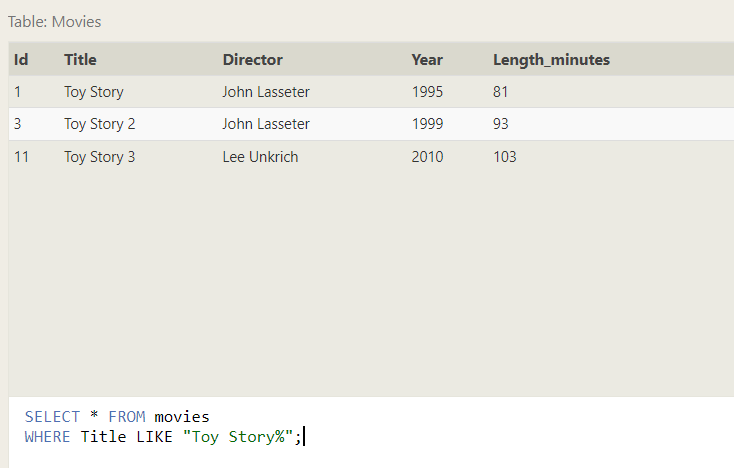 Table: Movies
Id Title Director Year Length_minutes
1 Toy Story John Lasseter 1995 81
3 Toy Story 2 John Lasseter 1999 93
11 Toy Story 3 Lee Unkrich 2010 103
SELECT * FROM movies
WHERE Title LIKE "Toy Story%";